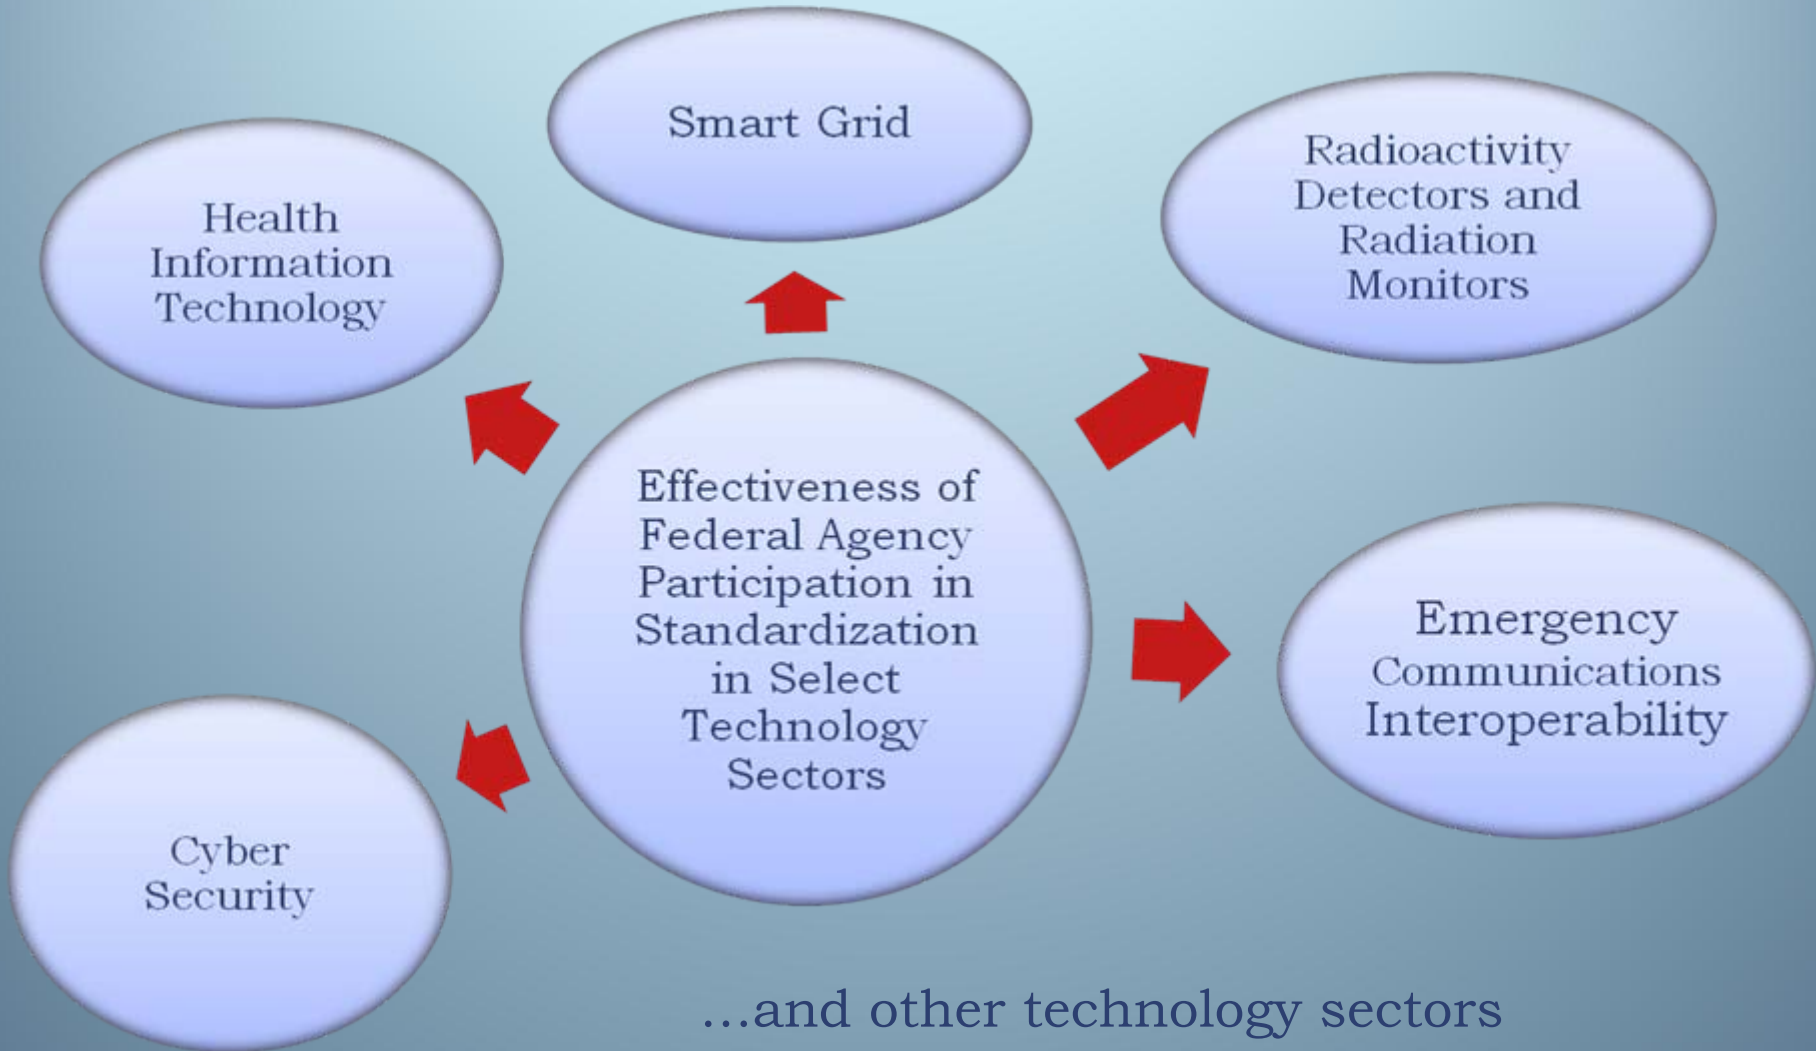 Smart Grid
Radioactivity
Detectors and
Radiation
Monitors
Health
Information
Technology
Effectiveness of
Federal Agency
Participation in
Standardization
in Select
Technology
Sectors
Emergency
Communications
Interoperability
Cyber
Security
...and other technology sectors